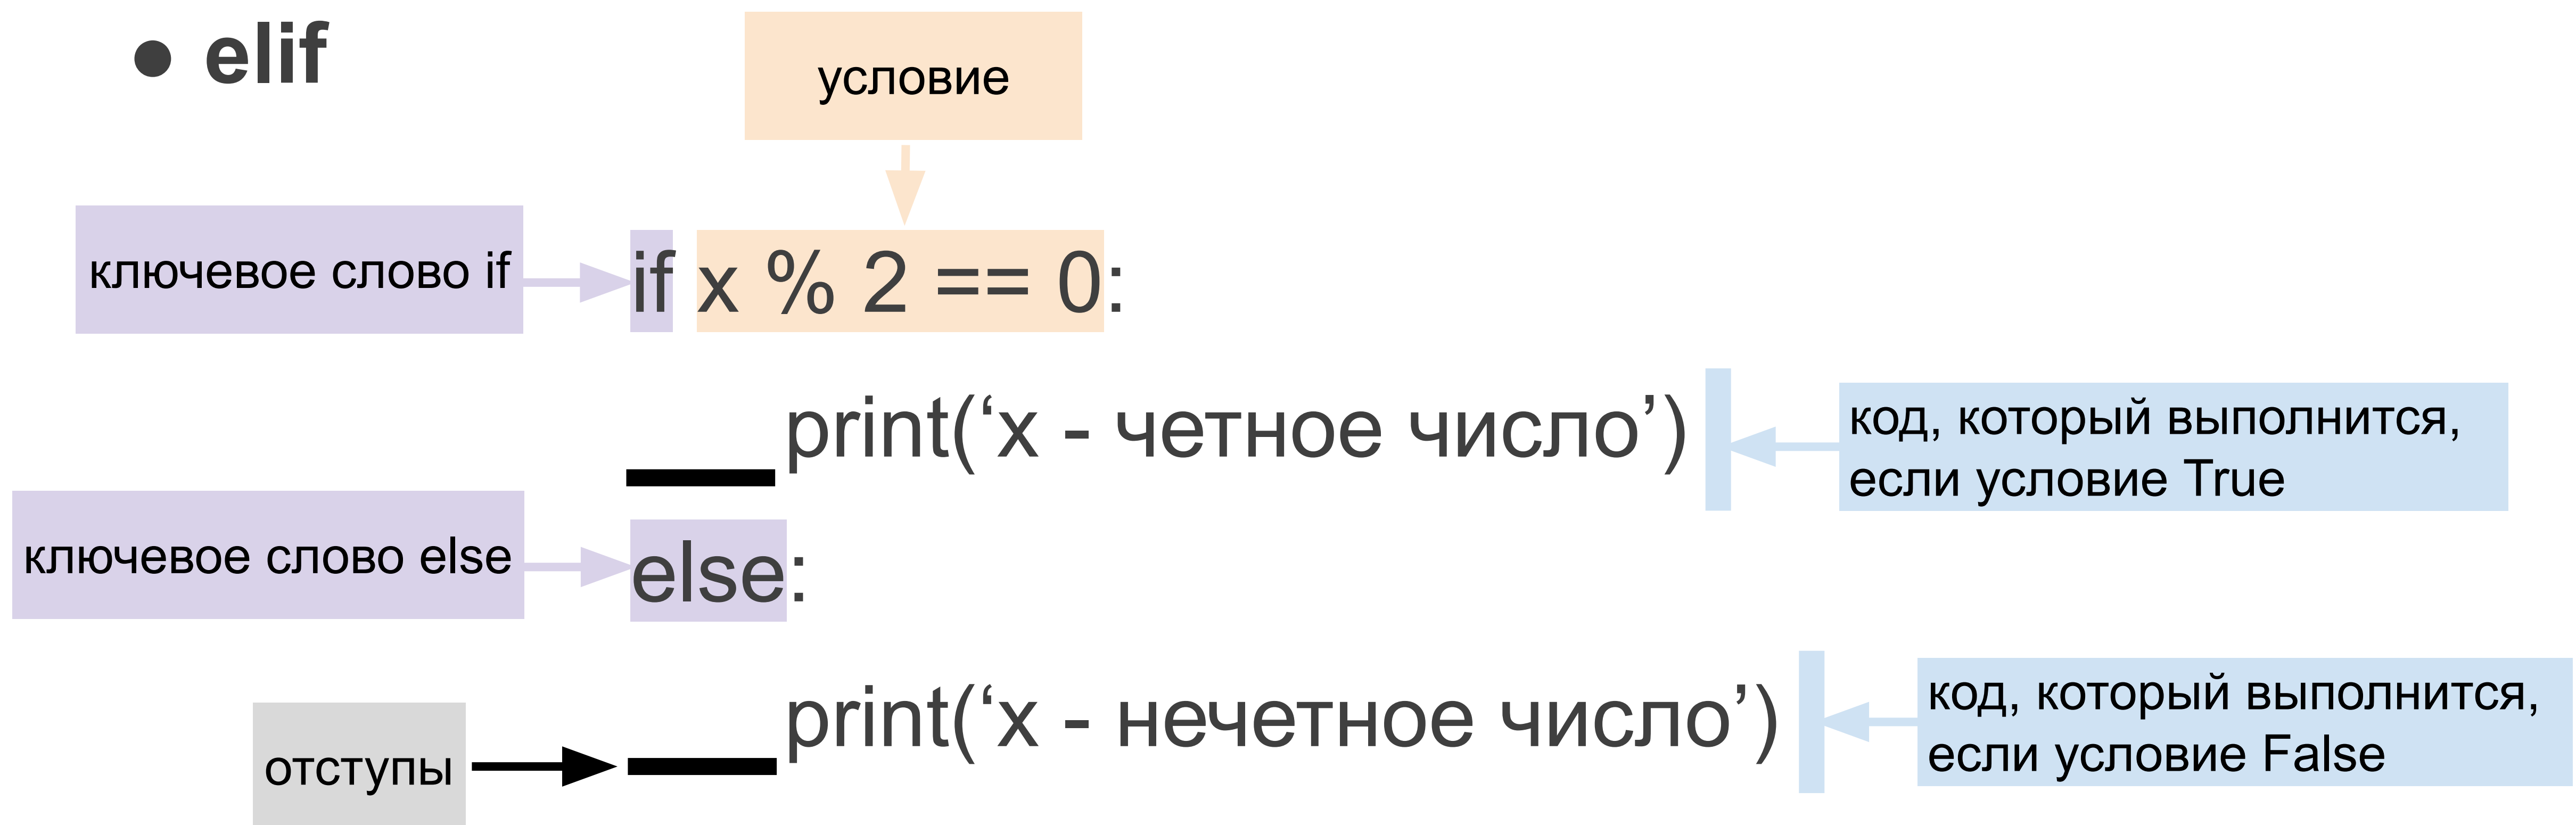 ● elif
условие
ключевое слово if
if x % 2 == 0:
print(‘x - четное число’)
код, который выполнится,
если условие True
ключевое слово else
else:
print(‘x - нечетное число’)
код, который выполнится,
если условие False
отступы